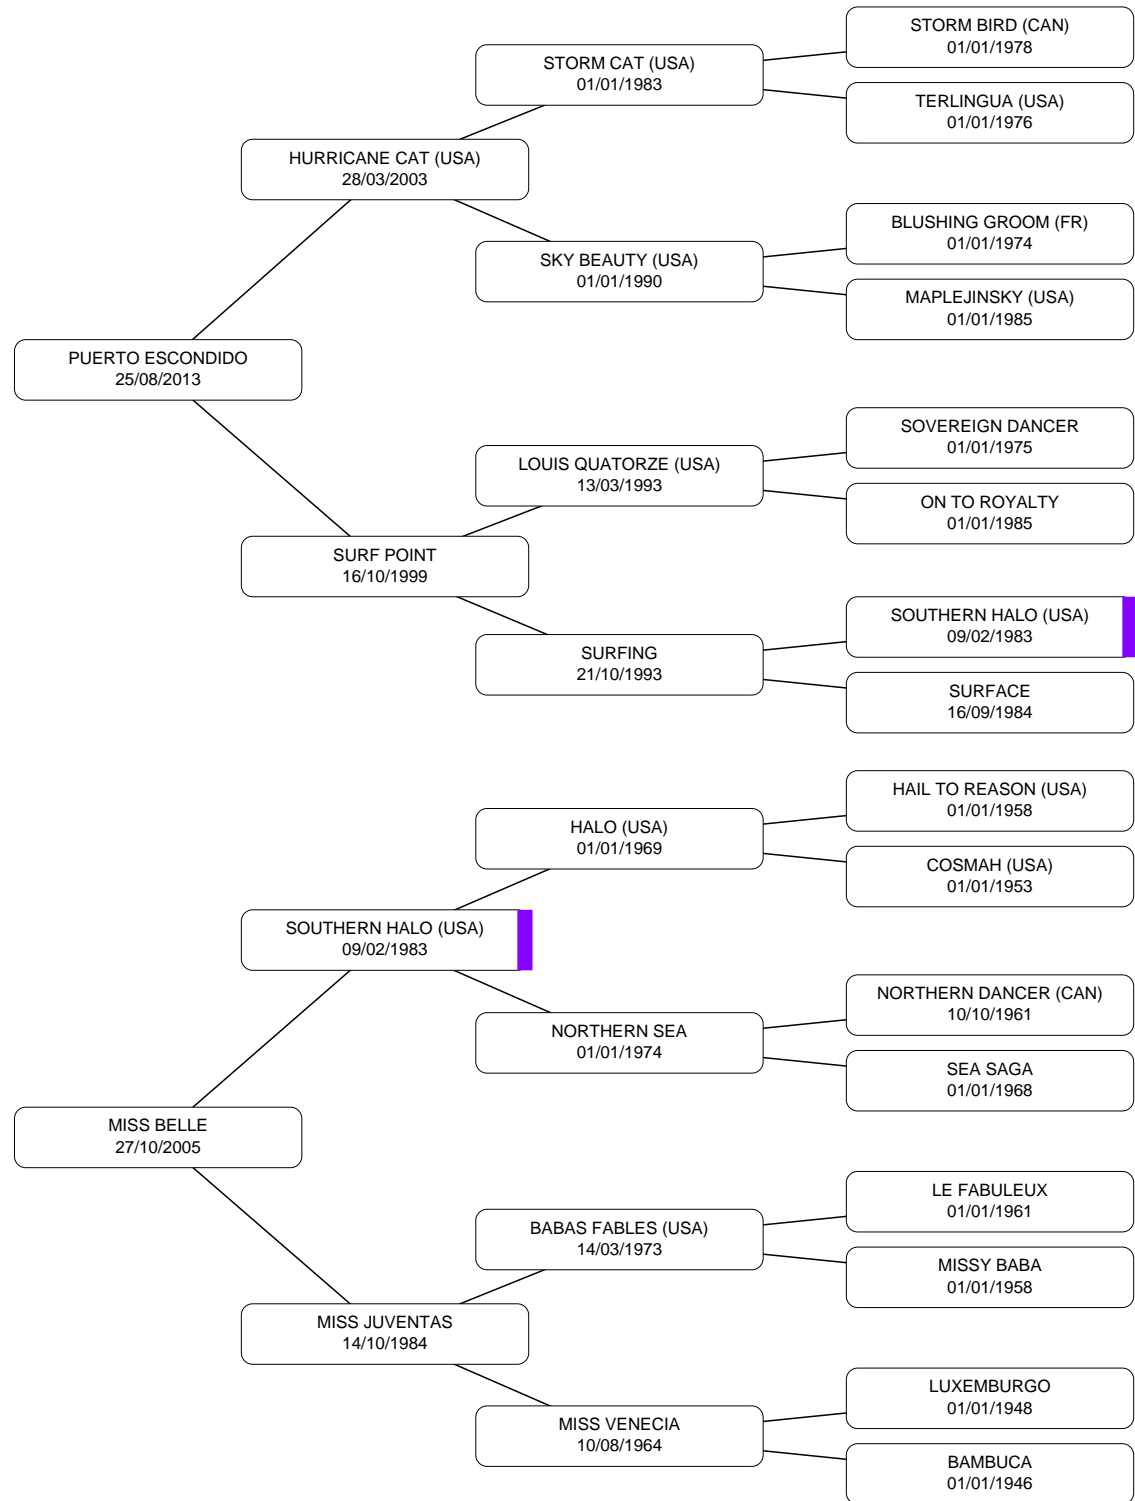 STORM BIRD (CAN)
01/01/1978
STORM CAT (USA)
01/01/1983
TERLINGUA (USA)
01/01/1976
HURRICANE CAT (USA)
28/03/2003
BLUSHING GROOM (FR)
01/01/1974
SKY BEAUTY (USA)
01/01/1990
MAPLEJINSKY (USA)
01/01/1985
PUERTO ESCONDIDO
25/08/2013
SOVEREIGN DANCER
01/01/1975
LOUIS QUATORZE (USA)
13/03/1993
ON TO ROYALTY
01/01/1985
SURF POINT
16/10/1999
SOUTHERN HALO (USA)
09/02/1983
SURFING
21/10/1993
SURFACE
16/09/1984
HAIL TO REASON (USA)
01/01/1958
HALO (USA)
01/01/1969
COSMAH (USA)
01/01/1953
SOUTHERN HALO (USA)
09/02/1983
NORTHERN DANCER (CAN)
10/10/1961
NORTHERN SEA
01/01/1974
SEA SAGA
01/01/1968
MISS BELLE
27/10/2005
LE FABULEUX
01/01/1961
BABAS FABLES (USA)
14/03/1973
MISSY BABA
01/01/1958
MISS JUVENTAS
14/10/1984
LUXEMBURGO
01/01/1948
MISS VENECIA
10/08/1964
BAMBUCA
01/01/1946